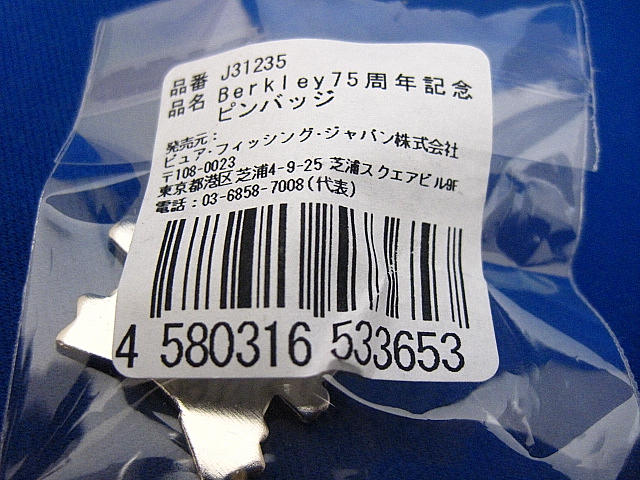 品番 J31235
品名 Berkley75周年記念
ピンバッジ
発売元：
ピュア・フィッシング・ジャパン株式会社
〒108-0023
東京都港区芝浦4-9-25 芝浦スクエアビル9F
電話：03-6858-7008(代表)
4 580316 533653